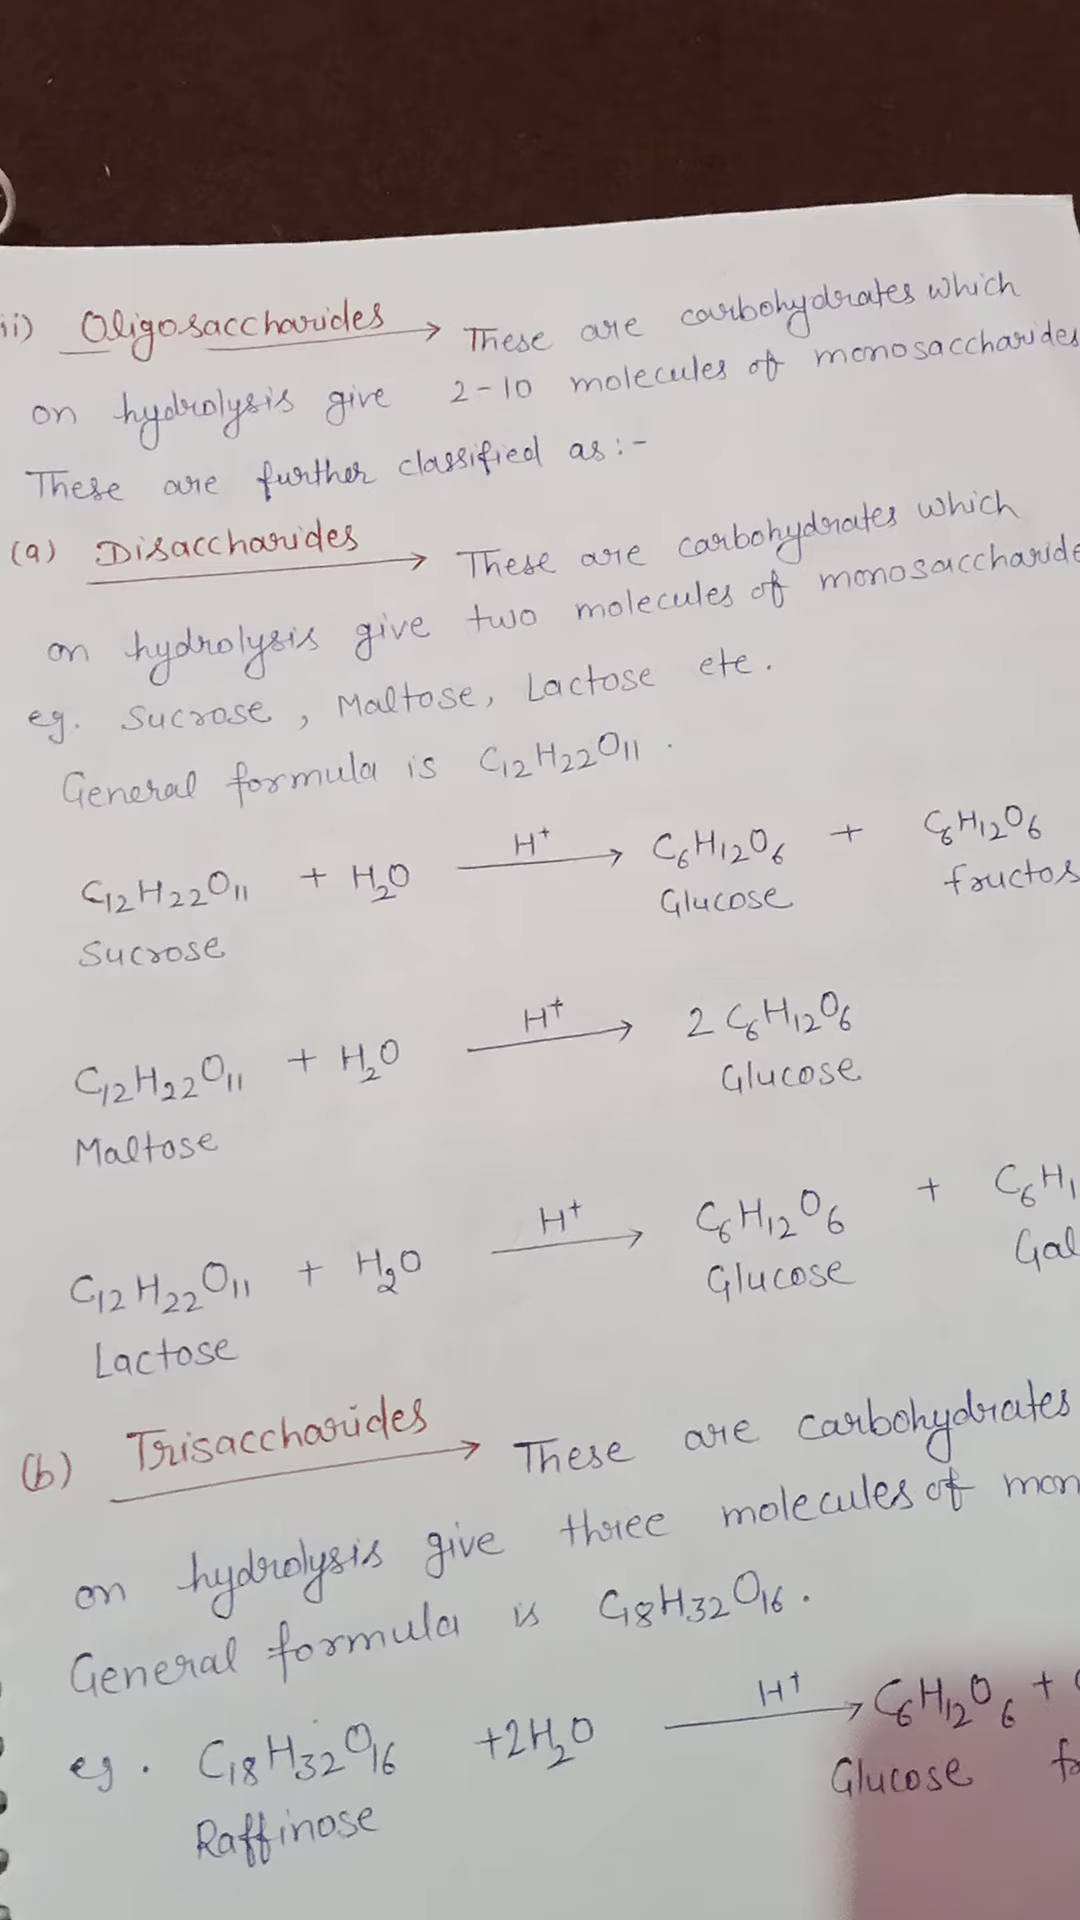 ii) Oligosaccharides → These are carbohydrates which
on hydrolysis give 2-10 molecules of monosaccharides
These are further classified as:-
(a) Disaccharides → These are carbohydrates which
on hydrolysis give two molecules of monosaccharide
eg. Sucrose, Maltose, Lactose etc.
General formula is C12H22O11.
C12H22O11 + H2O H+ → C6H12O6 + C6H12O6
Sucrose Glucose fructos
C12H22O11 + H2O H+ → 2 C6H12O6
Maltose Glucose
C12H22O11 + H2O H+ → C6H12O6 + C6H1
Lactose Glucose Gal
(b) Trisaccharides → These are carbohydrates
on hydrolysis give three molecules of mon
General formula is C18H32O16.
eg. C18H32O16 +2H2O H+ → C6H12O6 +
Raffinose Glucose